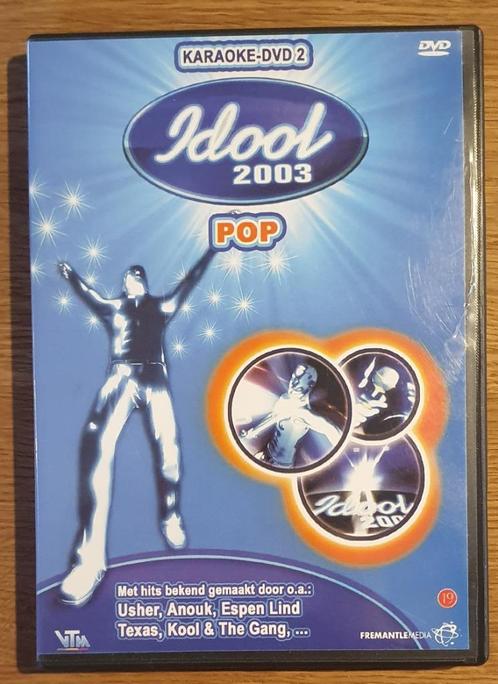 KARAOKE-DVD 2
DVD
Idool
2003
POP
Idool
200
Met hits bekend gemaakt door o.a.:
Usher, Anouk, Espen Lind
Texas, Kool & The Gang, ...
19
VTM
FREMANTLEMEDIA